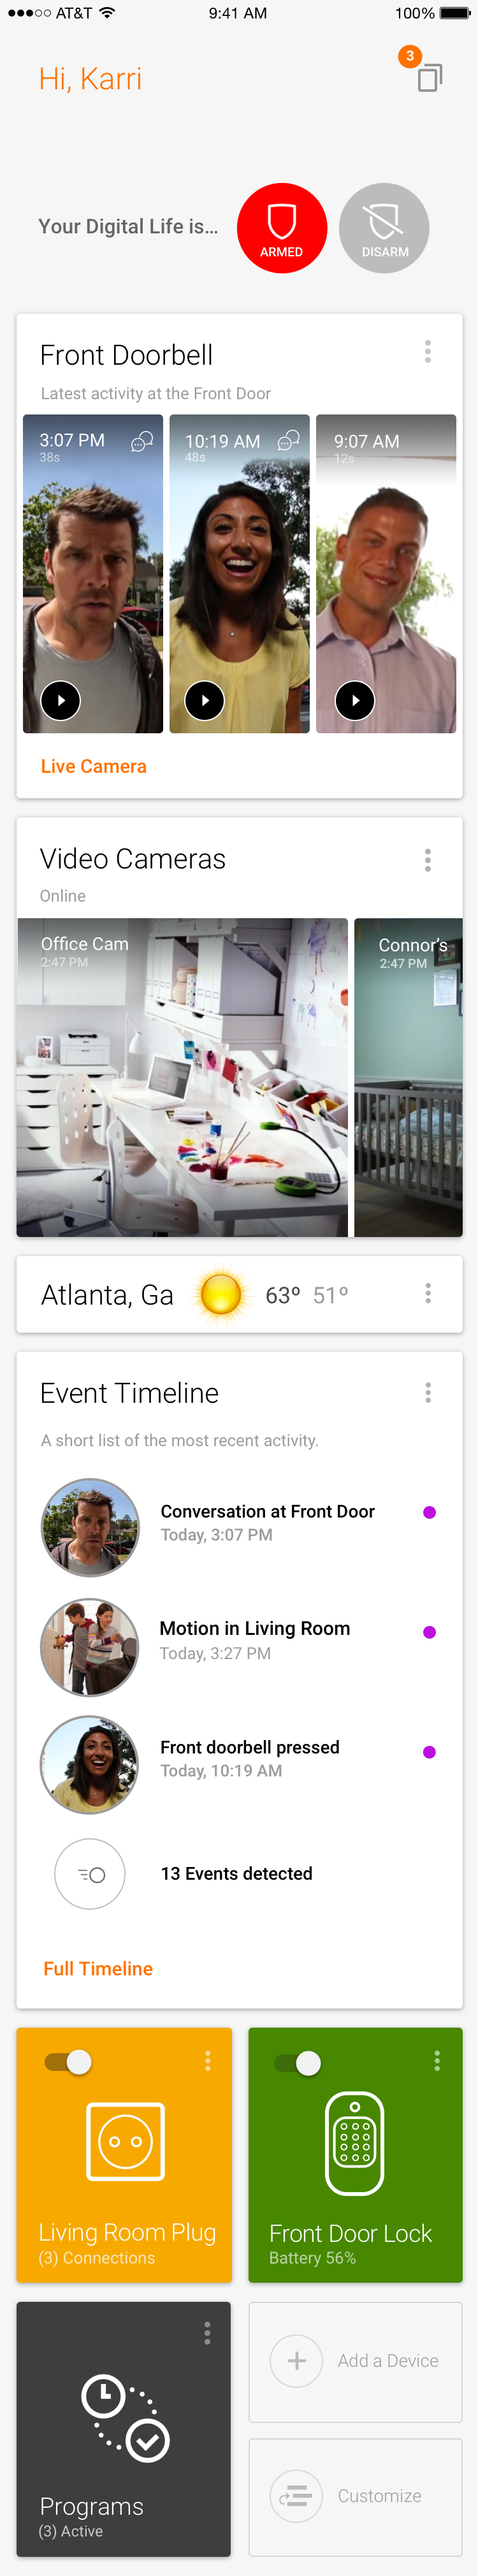 AT&T 9:41 AM 100%
Hi, Karri
3
Your Digital Life is...
ARMED
DISARM
Front Doorbell
Latest activity at the Front Door
3:07 PM
38s
10:19 AM
48s
9:07 AM
12s
Live Camera
Video Cameras
Online
Office Cam
2:47 PM
Connor's
2:47 PM
Atlanta, Ga 63º 51º
Event Timeline
A short list of the most recent activity.
Conversation at Front Door
Today, 3:07 PM
Motion in Living Room
Today, 3:27 PM
Front doorbell pressed
Today, 10:19 AM
13 Events detected
Full Timeline
Living Room Plug
(3) Connections
Front Door Lock
Battery 56%
Programs
(3) Active
Add a Device
Customize